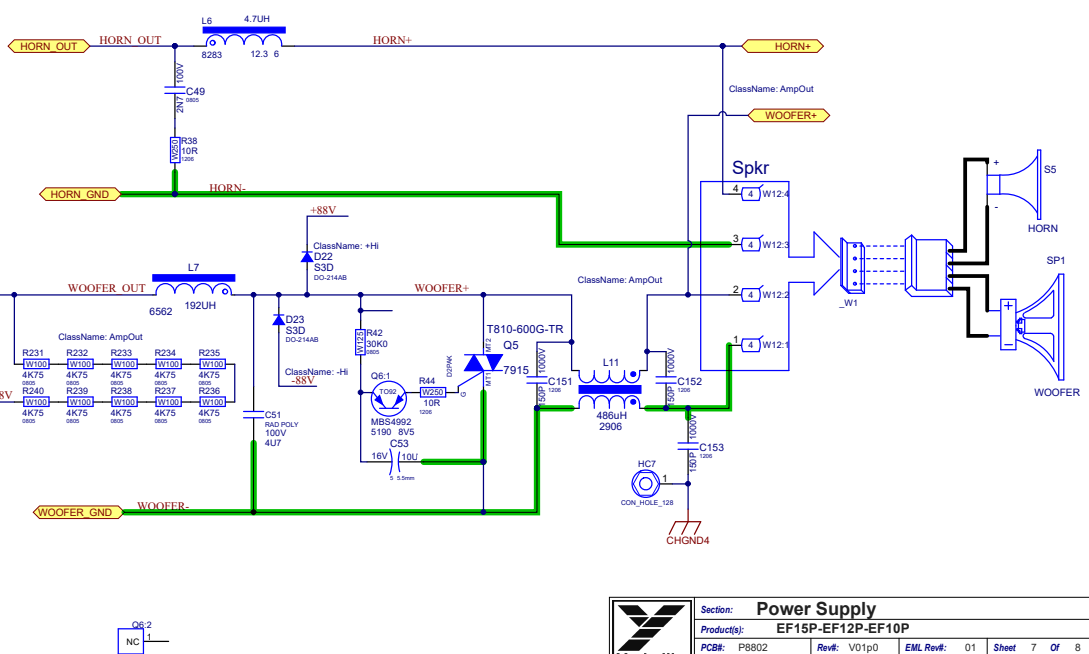 L6 4.7UH
HORN_OUT HORN_OUT HORN+ HORN+
8283 12.3 6
100V
C49
0805
2N7
ClassName: AmpOut
WOOFER+
W250
R38
10R
1206
Spkr
HORN_GND HORN-
4 4 W12:4
3 4 W12:3
2 4 W12:2
1 4 W12:1
+
S5
-
HORN
_W1
SP1
+
-
WOOFER
+88V
ClassName: +Hi
D22
S3D
DO-214AB
L7
WOOFER_OUT
6562 192UH
WOOFER+
ClassName: AmpOut
D23
S3D
DO-214AB
ClassName: -Hi
-88V
ClassName: AmpOut
R231 R232 R233 R234 R235
W100 W100 W100 W100 W100
4K75 4K75 4K75 4K75 4K75
0805 0805 0805 0805 0805
R240 R239 R238 R237 R236
8V
W100 W100 W100 W100 W100
4K75 4K75 4K75 4K75 4K75
0805 0805 0805 0805 0805
C51
RAD POLY
100V
4U7
W125
R42
30K0
0805
Q6:1
TO92
MBS4992
5190 8V5
R44
W250
10R
1206
T810-600G-TR
Q5
7915
D2PAK
MT2
MT1
G
C53
16V 10U
5 5.5mm
1000V
C151
1206
150P
L11
486uH
2906
1000V
C152
1206
150P
1000V
C153
1206
150P
HC7
1
CON_HOLE_128
CHGND4
WOOFER_GND WOOFER-
Q6:2
NC 1
Section: Power Supply
Product(s): EF15P-EF12P-EF10P
PCB#: P8802 Rev#: V01p0 EML Rev#: 01 Sheet 7 Of 8